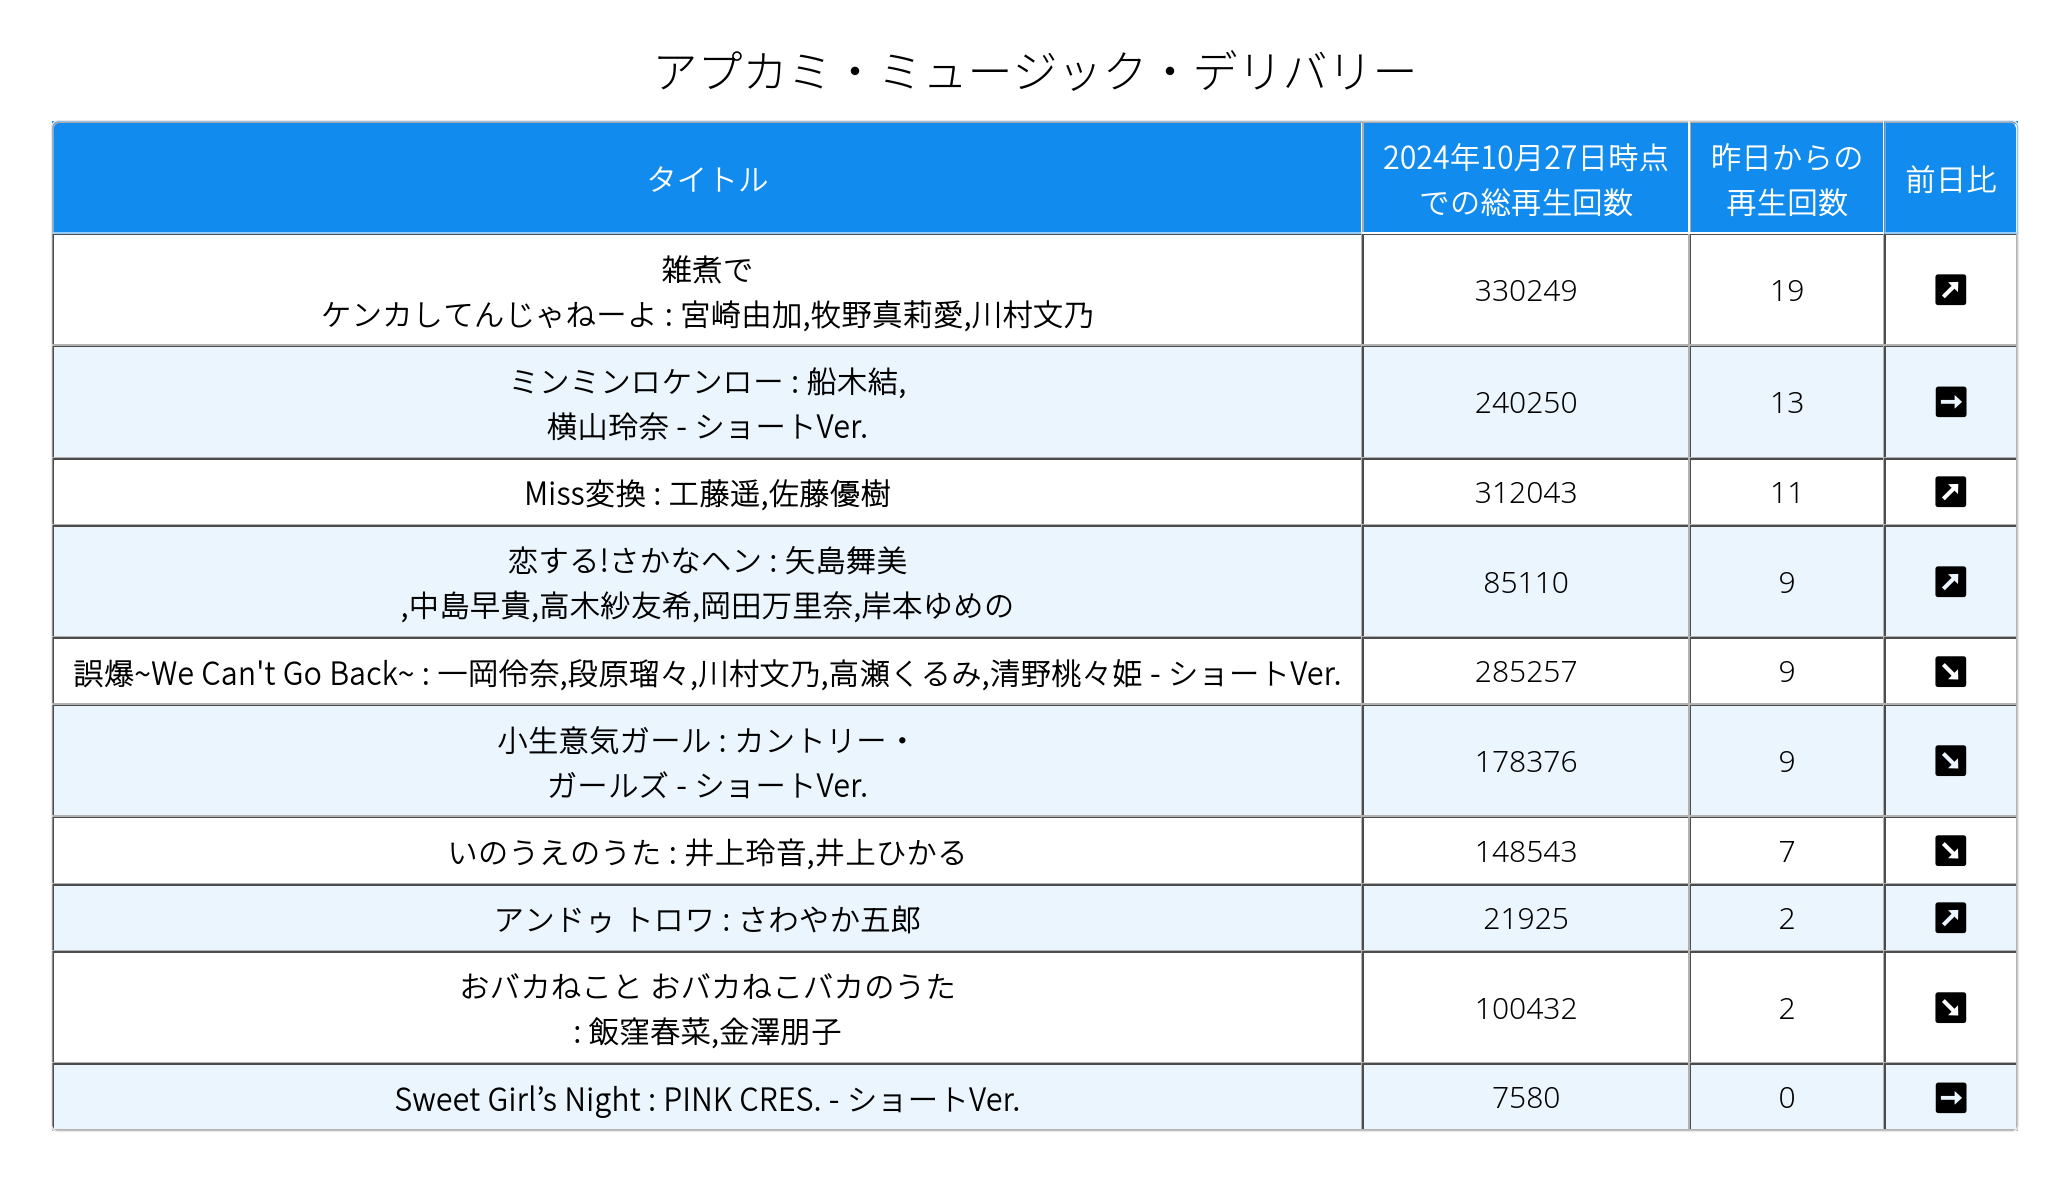 アプカミ・ミュージック・デリバリー
タイトル
2024年10月27日時点
での総再生回数
昨日からの
再生回数
前日比
雑煮で
ケンカしてんじゃねーよ : 宮崎由加,牧野真莉愛,川村文乃
330249
19
ミンミンロケンロー : 船木結,
横山玲奈 - ショートVer.
240250
13
Miss変換 : 工藤遥,佐藤優樹
312043
11
恋する!さかなヘン : 矢島舞美
,中島早貴,高木紗友希,岡田万里奈,岸本ゆめの
85110
9
誤爆~We Can't Go Back~ : 一岡伶奈,段原瑠々,川村文乃,高瀬くるみ,清野桃々姫 - ショートVer.
285257
9
小生意気ガール : カントリー・
ガールズ - ショートVer.
178376
9
いのうえのうた : 井上玲音,井上ひかる
148543
7
アンドゥ トロワ : さわやか五郎
21925
2
おバカねこと おバカねこバカのうた
: 飯窪春菜,金澤朋子
100432
2
Sweet Girl’s Night : PINK CRES. - ショートVer.
7580
0